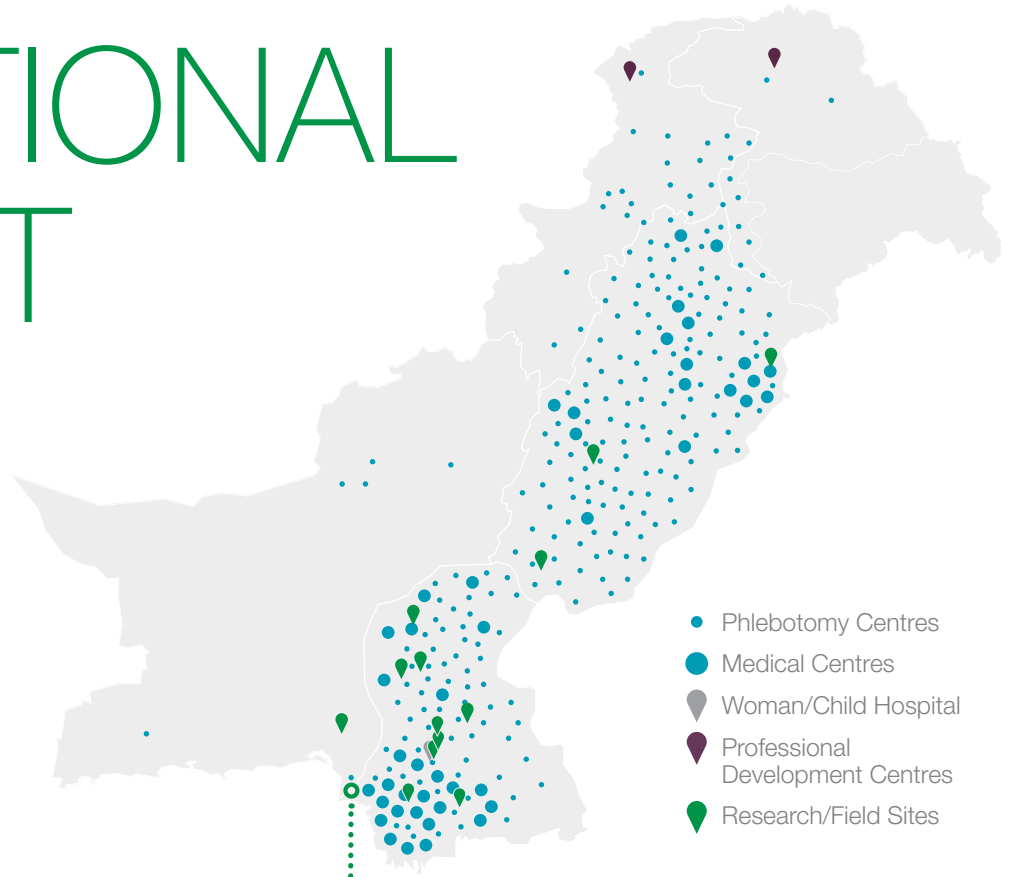 TIONAL
T
Phlebotomy Centres
Medical Centres
Woman/Child Hospital
Professional
Development Centres
Research/Field Sites